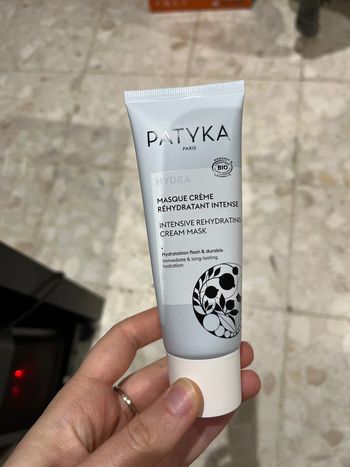 PATYKA
PARIS
BIO
HYDRA
MASQUE CRÈME
RÉHYDRATANT INTENSE
INTENSIVE REHYDRATING
CREAM MASK
Hydratation flash & durable
immediate & long-lasting
hydration